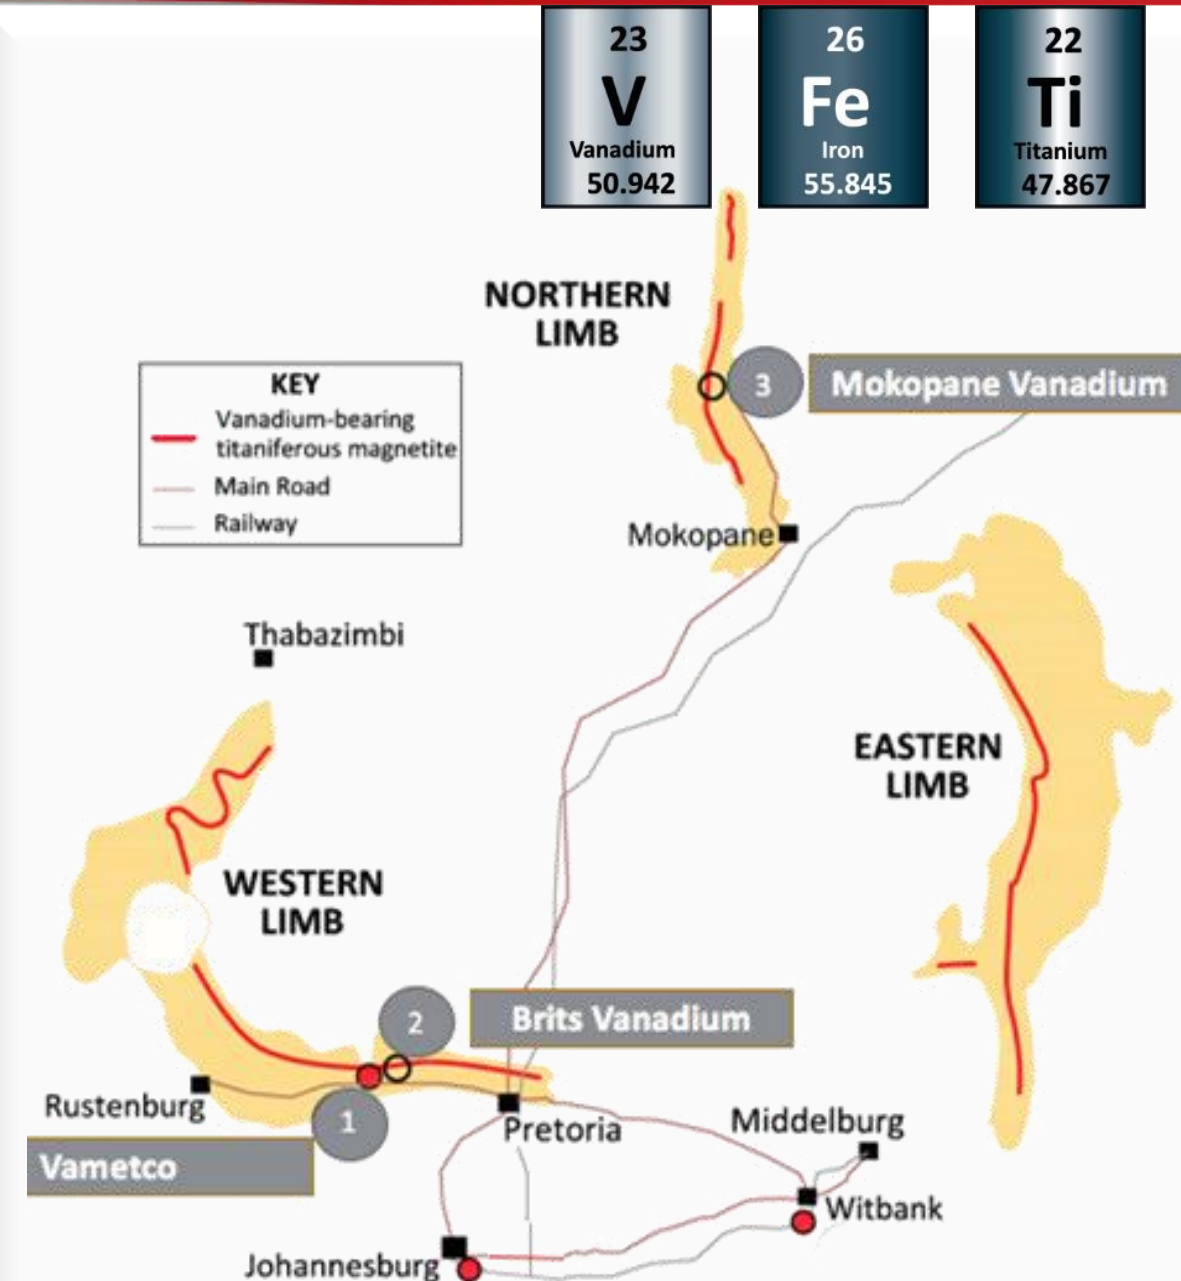 23
V
Vanadium
50.942
26
Fe
Iron
55.845
22
Ti
Titanium
47.867
NORTHERN
LIMB
KEY
Vanadium-bearing
titaniferous magnetite
Main Road
Railway
3
Mokopane Vanadium
Mokopane
Thabazimbi
EASTERN
LIMB
WESTERN
LIMB
2
Brits Vanadium
Rustenburg
1
Pretoria
Middelburg
Vametco
Witbank
Johannesburg